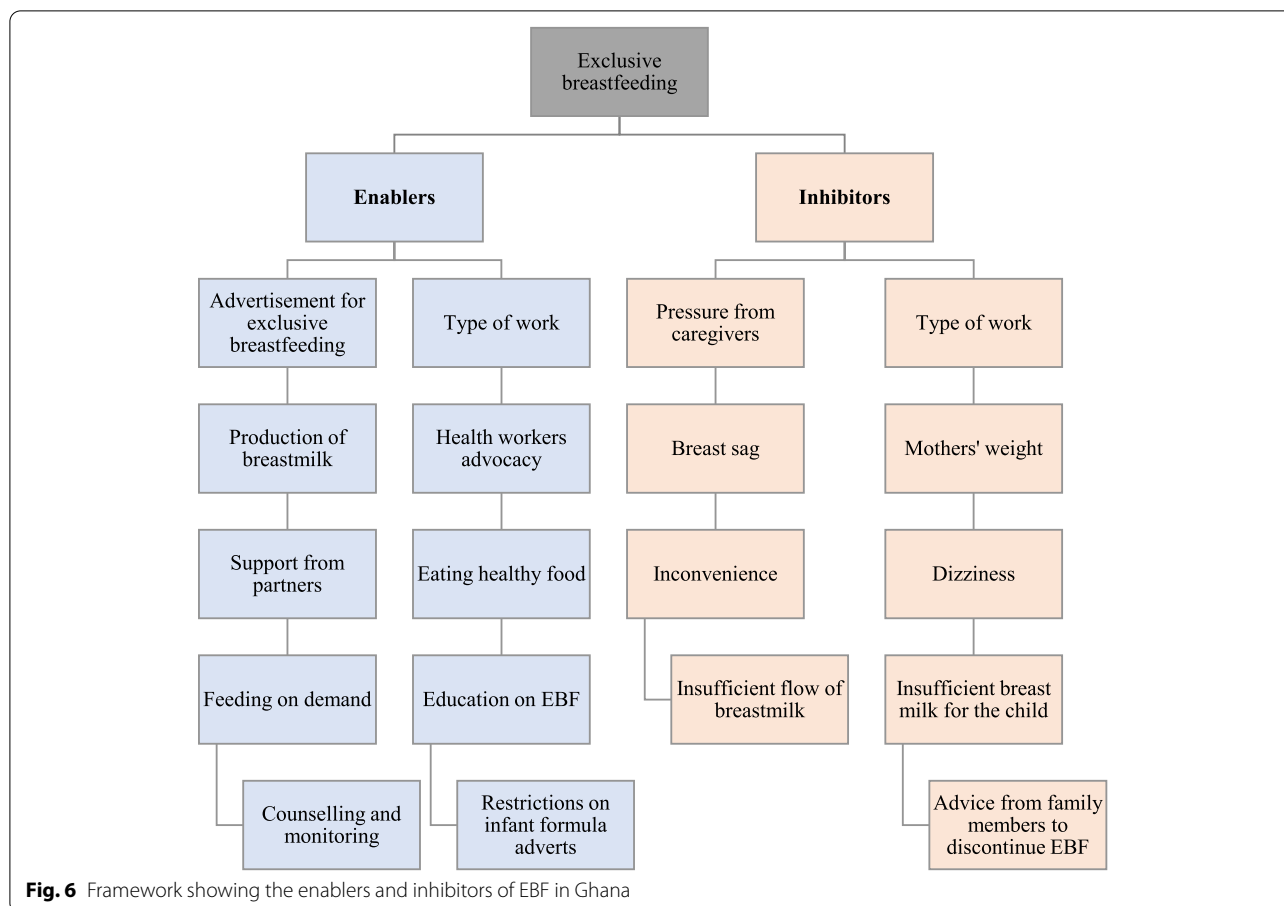 Exclusive
breastfeeding
Enablers
Inhibitors
Advertisement for
exclusive
breastfeeding
Type of work
Pressure from
caregivers
Type of work
Production of
breastmilk
Health workers
advocacy
Breast sag
Mothers' weight
Support from
partners
Eating healthy food
Inconvenience
Dizziness
Feeding on demand
Education on EBF
Insufficient flow of
breastmilk
Insufficient breast
milk for the child
Counselling and
monitoring
Restrictions on
infant formula
adverts
Advice from family
members to
discontinue EBF
Fig. 6 Framework showing the enablers and inhibitors of EBF in Ghana